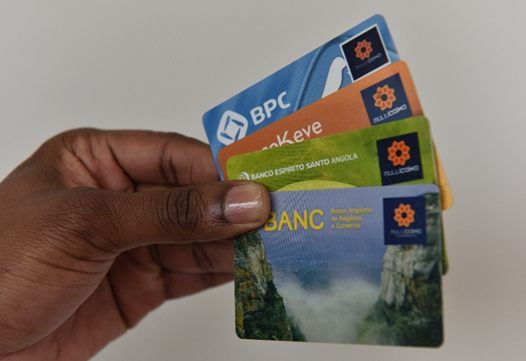 BPC
MULTICAIXA
Keve
MULTICAIXA
BANCO ESPIRITO SANTO ANGOLA
MULTICAIXA
BANC
Banco Angolano
de Negócios
e Comércio
MULTICAIXA